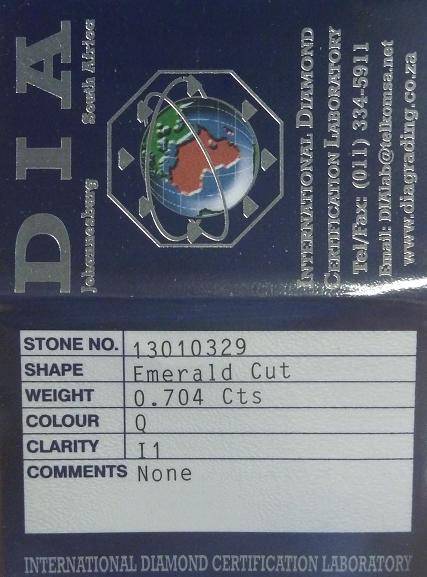 DIA
Johannesburg South Africa
INTERNATIONAL DIAMOND
CERTIFICATION LABORATORY
Tel/Fax: (011) 334-5911
Email: DIAlab@telkomsa.net
www.diagrading.co.za
STONE NO. 13010329
SHAPE Emerald Cut
WEIGHT 0.704 Cts
COLOUR Q
CLARITY I1
COMMENTS None
INTERNATIONAL DIAMOND CERTIFICATION LABORATORY